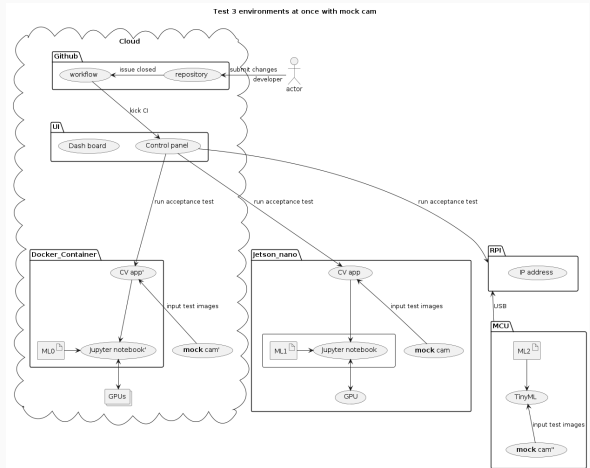 Test 3 environments at once with mock cam
Cloud
Github
workflow
issue closed
repository
submit changes
developer
actor
kick CI
UI
Dash board
Control panel
run acceptance test
run acceptance test
run acceptance test
Docker_Container
CV app'
input test images
ML0
Jupyter notebook'
mock cam'
GPUs
Jetson_nano
CV app
input test images
ML1
Jupyter notebook
mock cam
GPU
RPI
IP address
USB
MCU
ML2
TinyML
input test images
mock cam''